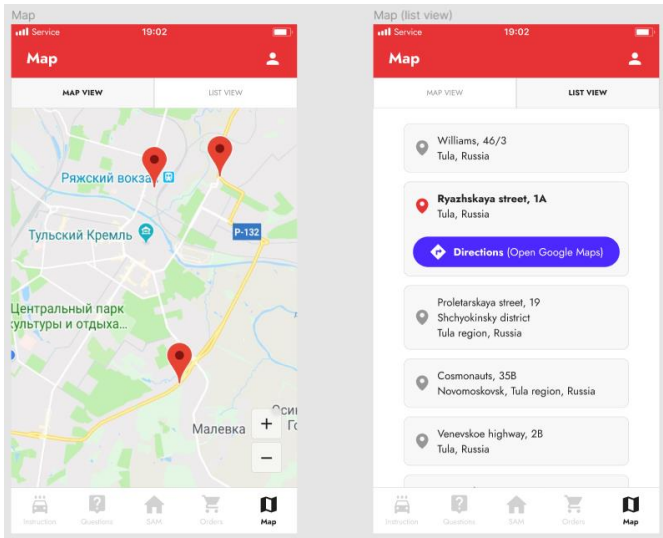 Map
Service 19:02
Map
MAP VIEW LIST VIEW
Ряжский вокза
P-132
Тульский Кремль
Центральный парк
культуры и отдыха...
Малевка
Оси
Го
+
−
Instruction Questions SAM Orders Map
Map (list view)
Service 19:02
Map
MAP VIEW LIST VIEW
Williams, 46/3
Tula, Russia
Ryazhskaya street, 1A
Tula, Russia
Directions (Open Google Maps)
Proletarskaya street, 19
Shchyokinsky district
Tula region, Russia
Cosmonauts, 35B
Novomoskovsk, Tula region, Russia
Venevskoe highway, 2B
Tula, Russia
Instruction Questions SAM Orders Map